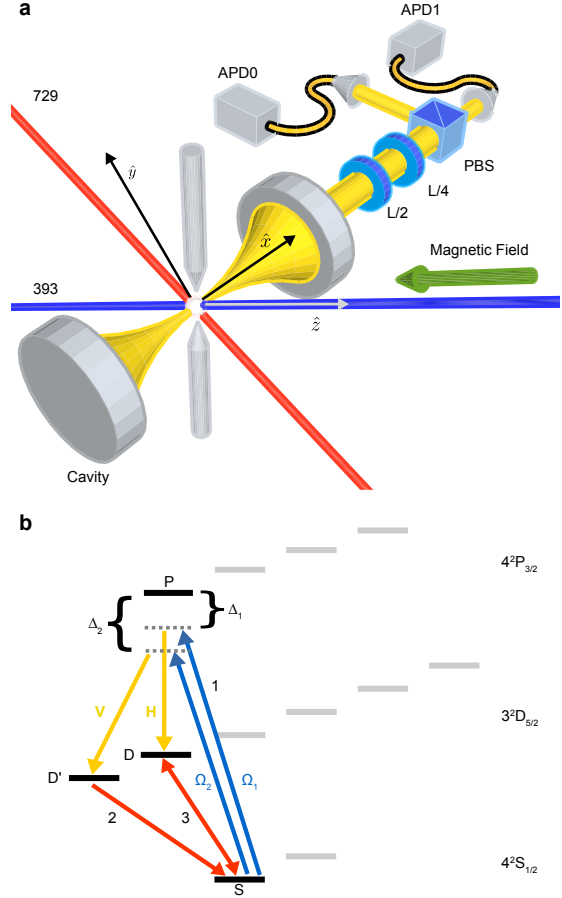 a
APD1
APD0
729
ŷ
PBS
L/4
L/2
x̂
Magnetic Field
393
ẑ
Cavity
b
4²P₃/₂
P
Δ₂
Δ₁
1
V
H
3²D₅/₂
D
D'
Ω₂
Ω₁
2
3
4²S₁/₂
S